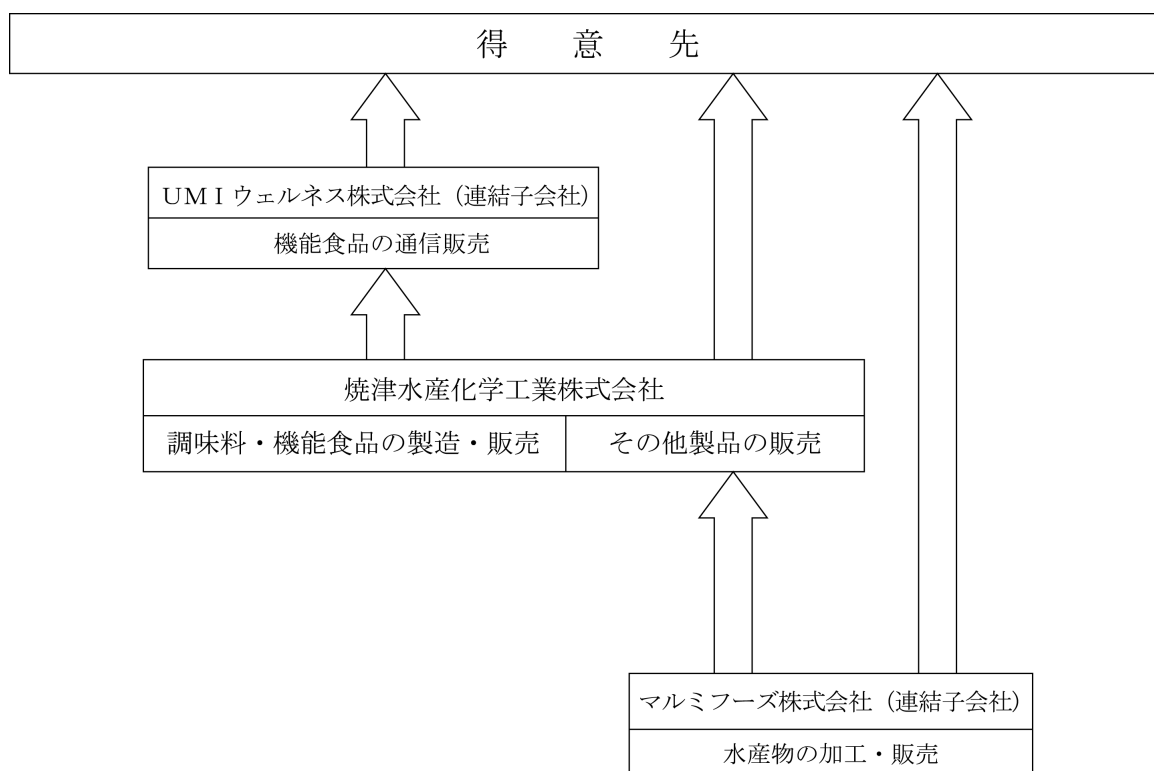 得意先
UMIウェルネス株式会社（連結子会社）
機能食品の通信販売
焼津水産化学工業株式会社
調味料・機能食品の製造・販売
その他製品の販売
マルミフーズ株式会社（連結子会社）
水産物の加工・販売